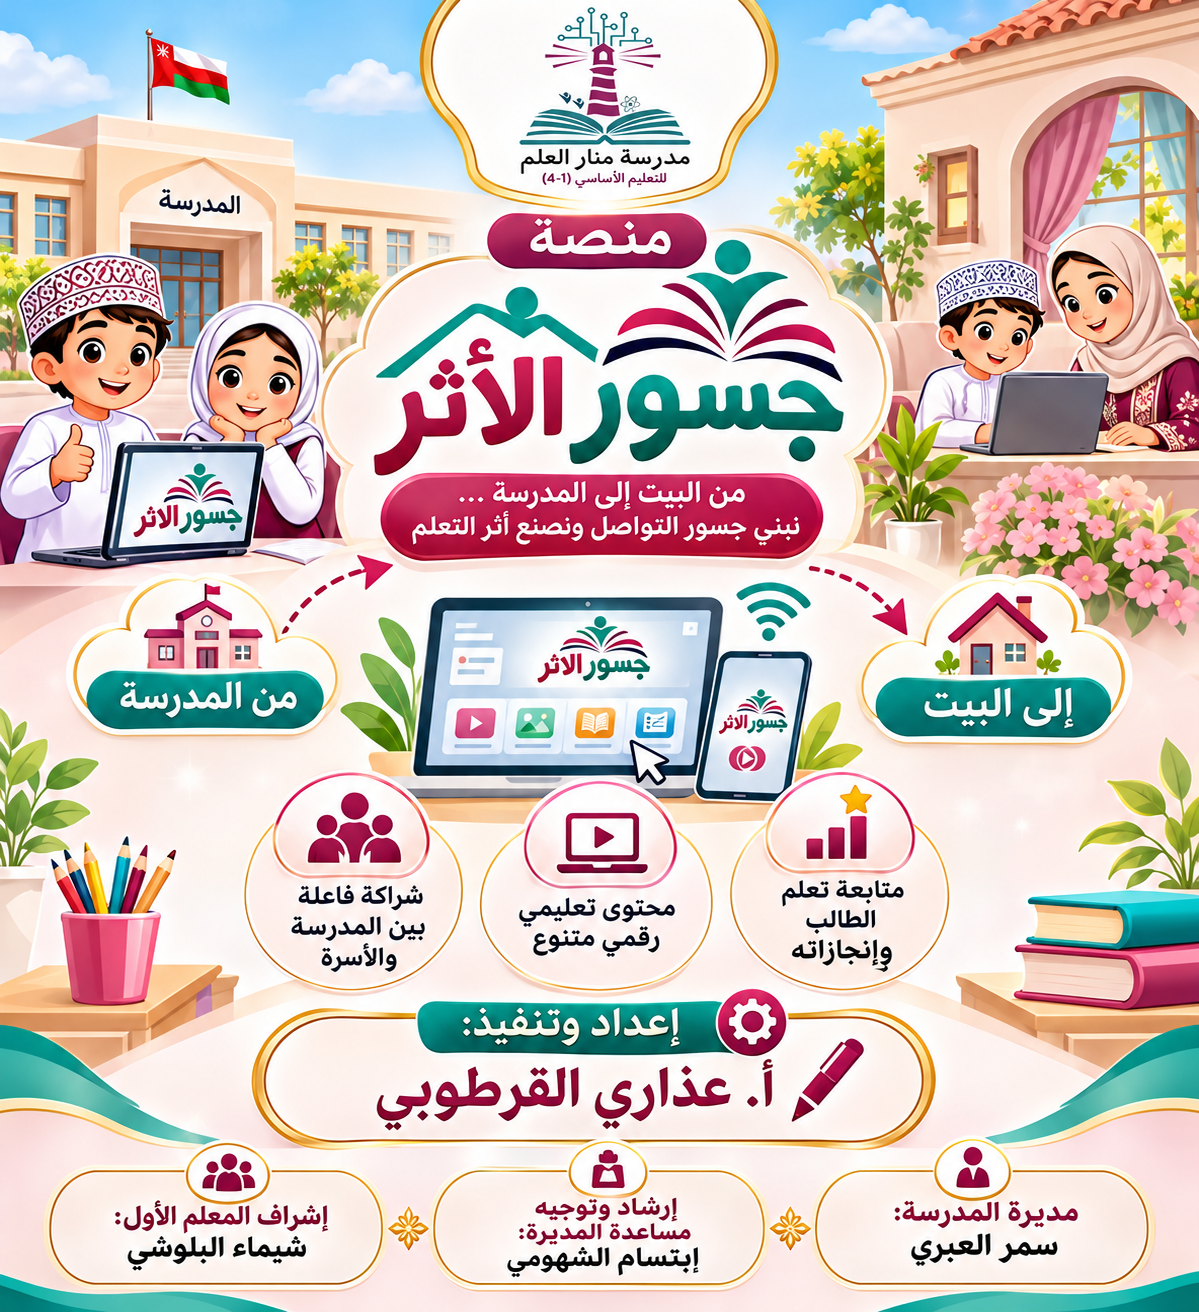 مدرسة منار العلم
للتعليم الأساسي (1-4)
المدرسة
منصة
جسور الأثر
من البيت إلى المدرسة ...
نبني جسور التواصل ونصنع أثر التعلم
جسور الاثر
من المدرسة
جسور الاثر
جسور الاثر
إلى البيت
شراكة فاعلة
بين المدرسة
والأسرة
محتوى تعليمي
رقمي متنوع
متابعة تعلم
الطالب
وإنجازاته
إعداد وتنفيذ:
أ. عذاري القرطوبي
مديرة المدرسة:
سمر العبري
إرشاد وتوجيه
مساعدة المديرة:
إبتسام الشهومي
إشراف المعلم الأول:
شيماء البلوشي